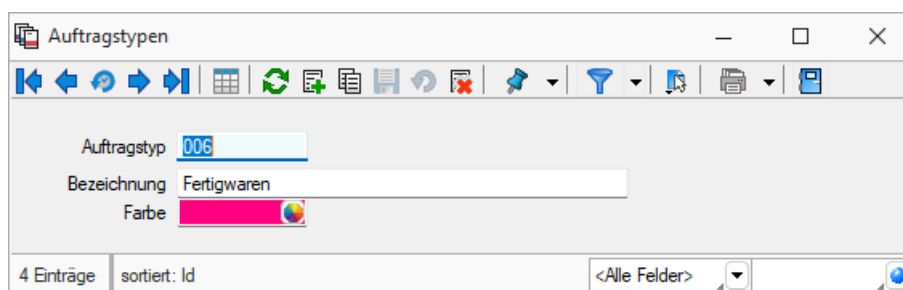 Auftragstypen
Auftragstyp 006
Bezeichnung Fertigwaren
Farbe
4 Einträge sortiert: Id <Alle Felder>